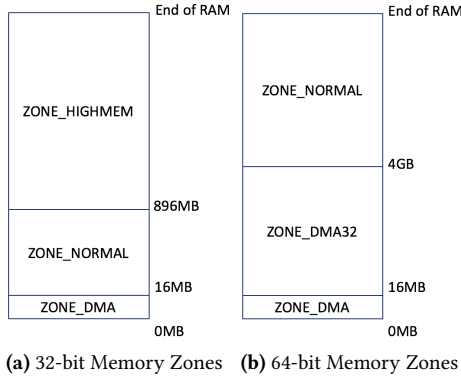 End of RAM
ZONE_HIGHMEM
896MB
ZONE_NORMAL
16MB
ZONE_DMA
0MB
(a) 32-bit Memory Zones
End of RAM
ZONE_NORMAL
4GB
ZONE_DMA32
16MB
ZONE_DMA
0MB
(b) 64-bit Memory Zones